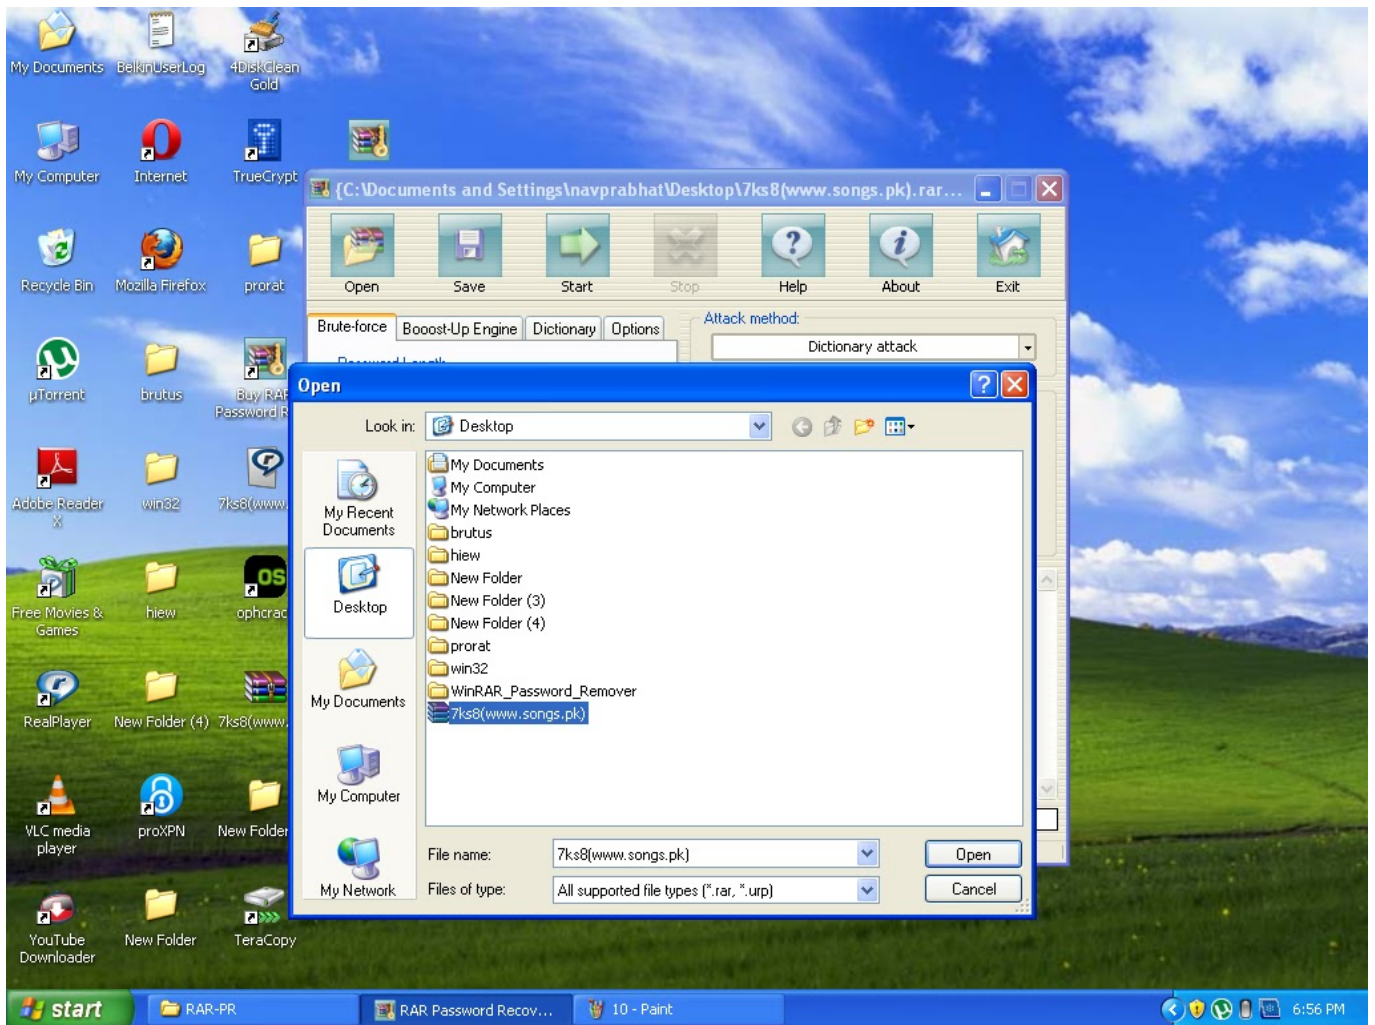 My Documents
BelkinUserLog
4DiskClean
Gold
My Computer
Internet
TrueCrypt
{C:\Documents and Settings\navprabhat\Desktop\7ks8(www.songs.pk).rar...
Open
Save
Start
Stop
Help
About
Exit
Recycle Bin
Mozilla Firefox
prorat
Brute-force
Booost-Up Engine
Dictionary
Options
Attack method:
Dictionary attack
Password Length
µTorrent
brutus
Buy RAR
Password R
Open
Look in:
Desktop
Adobe Reader
X
win32
7ks8(www.
My Recent
Documents
Desktop
My Documents
My Computer
My Network
My Documents
My Computer
My Network Places
brutus
hiew
New Folder
New Folder (3)
New Folder (4)
prorat
win32
WinRAR_Password_Remover
7ks8(www.songs.pk)
Free Movies &
Games
hiew
OS
ophcrac
RealPlayer
New Folder (4)
7ks8(www.
VLC media
player
proXPN
New Folder
File name:
7ks8(www.songs.pk)
Open
Files of type:
All supported file types (*.rar, *.urp)
Cancel
YouTube
Downloader
New Folder
TeraCopy
start
RAR-PR
RAR Password Recov...
10 - Paint
6:56 PM